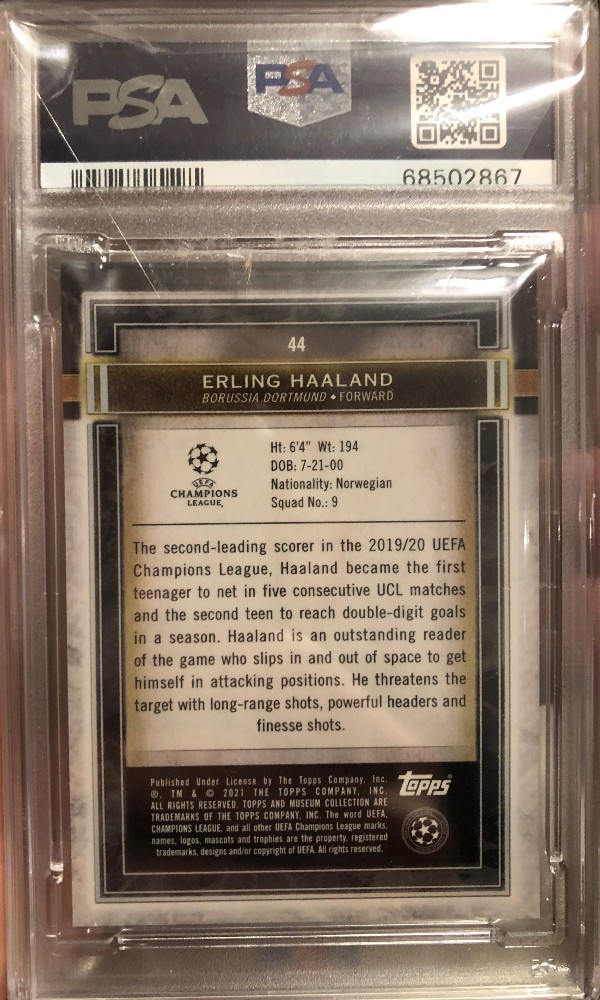 PSA
PSA
68502867
44
ERLING HAALAND
BORUSSIA DORTMUND • FORWARD
UEFA
CHAMPIONS
LEAGUE
Ht: 6'4" Wt: 194
DOB: 7-21-00
Nationality: Norwegian
Squad No.: 9
The second-leading scorer in the 2019/20 UEFA
Champions League, Haaland became the first
teenager to net in five consecutive UCL matches
and the second teen to reach double-digit goals
in a season. Haaland is an outstanding reader
of the game who slips in and out of space to get
himself in attacking positions. He threatens the
target with long-range shots, powerful headers and
finesse shots.
Published Under License by The Topps Company, Inc.
®, TM & © 2021 THE TOPPS COMPANY, INC.
ALL RIGHTS RESERVED. TOPPS AND MUSEUM COLLECTION ARE
TRADEMARKS OF THE TOPPS COMPANY, INC. The word UEFA,
CHAMPIONS LEAGUE, and all other UEFA Champions League marks,
names, logos, mascots and trophies are the property, registered
trademarks, designs and/or copyright of UEFA. All rights reserved.
Topps®